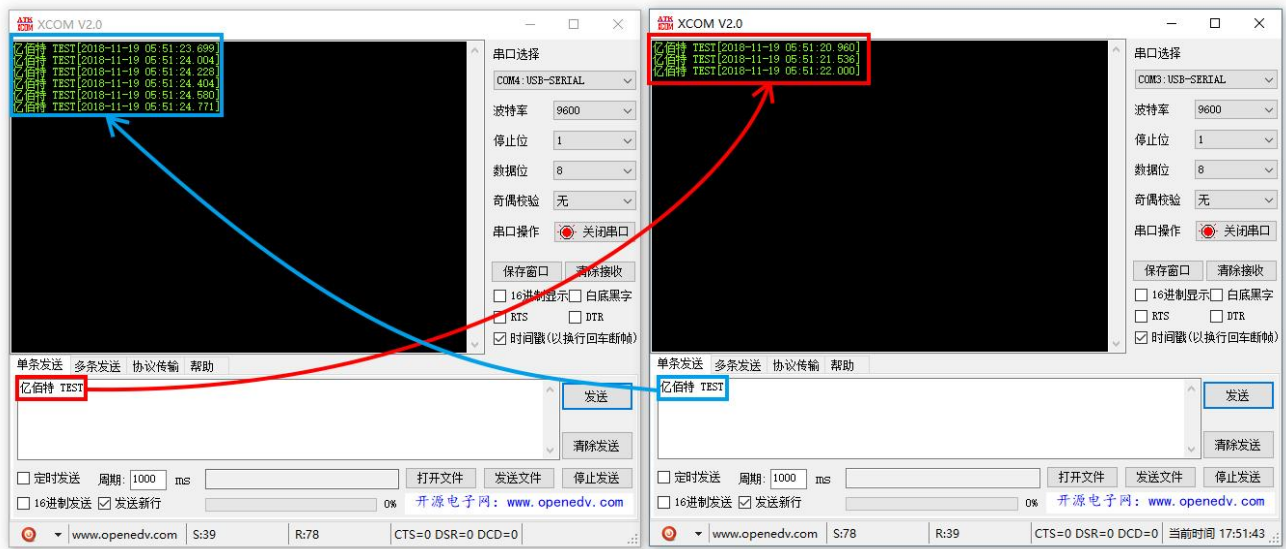 ATK XCOM XCOM V2.0
亿佰特 TEST[2018-11-19 05:51:23.699]
亿佰特 TEST[2018-11-19 05:51:24.004]
亿佰特 TEST[2018-11-19 05:51:24.228]
亿佰特 TEST[2018-11-19 05:51:24.404]
亿佰特 TEST[2018-11-19 05:51:24.580]
亿佰特 TEST[2018-11-19 05:51:24.771]
串口选择
COM4:USB-SERIAL
波特率 9600
停止位 1
数据位 8
奇偶校验 无
串口操作 关闭串口
保存窗口 清除接收
16进制显示 白底黑字
RTS DTR
时间戳(以换行回车断帧)
单条发送 多条发送 协议传输 帮助
亿佰特 TEST
发送
清除发送
定时发送 周期: 1000 ms 打开文件 发送文件 停止发送
16进制发送 发送新行 0% 开源电子网: www.openedv.com
www.openedv.com S:39 R:78 CTS=0 DSR=0 DCD=0
ATK XCOM XCOM V2.0
亿佰特 TEST[2018-11-19 05:51:20.960]
亿佰特 TEST[2018-11-19 05:51:21.536]
亿佰特 TEST[2018-11-19 05:51:22.000]
串口选择
COM3:USB-SERIAL
波特率 9600
停止位 1
数据位 8
奇偶校验 无
串口操作 关闭串口
保存窗口 清除接收
16进制显示 白底黑字
RTS DTR
时间戳(以换行回车断帧)
单条发送 多条发送 协议传输 帮助
亿佰特 TEST
发送
清除发送
定时发送 周期: 1000 ms 打开文件 发送文件 停止发送
16进制发送 发送新行 0% 开源电子网: www.openedv.com
www.openedv.com S:78 R:39 CTS=0 DSR=0 DCD=0 当前时间 17:51:43